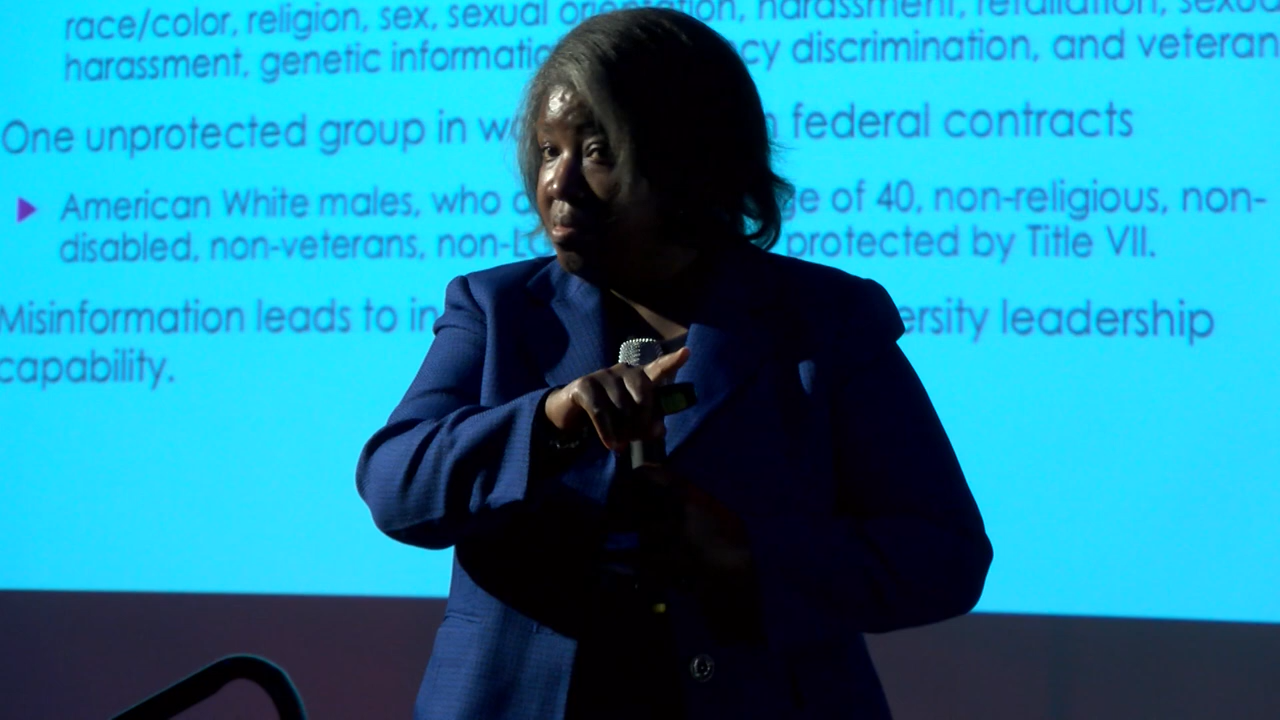 race/color, religion, sex, sexual orientation, harassment, retaliation, sexual
harassment, genetic informatio cy discrimination, and veteran
One unprotected group in w federal contracts
American White males, who ge of 40, non-religious, non-
disabled, non-veterans, non-L protected by Title VII.
Misinformation leads to in ersity leadership
capability.